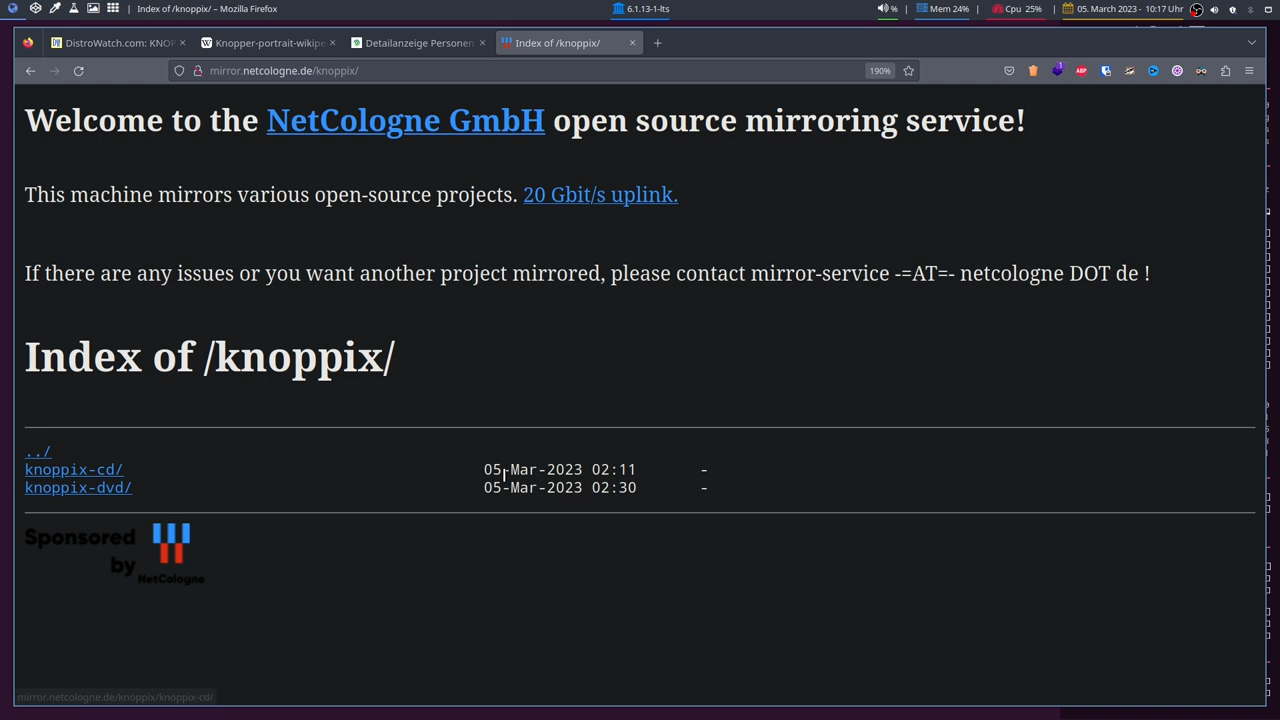 Index of /knoppix/ – Mozilla Firefox
6.1.13-1-lts
% | Mem 24% | Cpu 25% | 05. March 2023 - 10:17 Uhr
DistroWatch.com: KNOP
Knopper-portrait-wikipe
Detailanzeige Personen
Index of /knoppix/
mirror.netcologne.de/knoppix/
190%
1
ABP
Welcome to the NetCologne GmbH open source mirroring service!
This machine mirrors various open-source projects. 20 Gbit/s uplink.
If there are any issues or you want another project mirrored, please contact mirror-service -=AT=- netcologne DOT de !
Index of /knoppix/
../
knoppix-cd/ 05-Mar-2023 02:11 -
knoppix-dvd/ 05-Mar-2023 02:30 -
Sponsored
by
NetCologne
mirror.netcologne.de/knoppix/knoppix-cd/